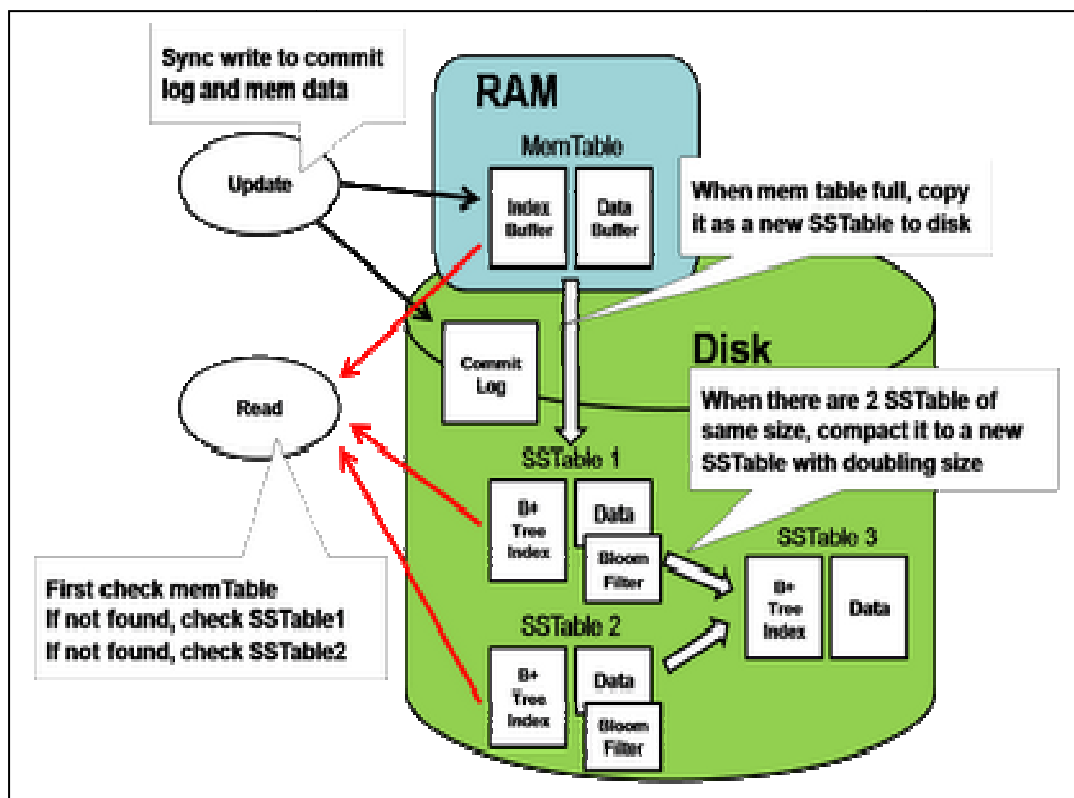 Sync write to commit
log and mem data
RAM
MemTable
Update
Index
Buffer
Data
Buffer
When mem table full, copy
it as a new SSTable to disk
Commit
Log
Disk
Read
When there are 2 SSTable of
same size, compact it to a new
SSTable with doubling size
SSTable 1
B+
Tree
Index
Data
Bloom
Filter
SSTable 3
B+
Tree
Index
Data
First check memTable
If not found, check SSTable1
If not found, check SSTable2
SSTable 2
B+
Tree
Index
Data
Bloom
Filter